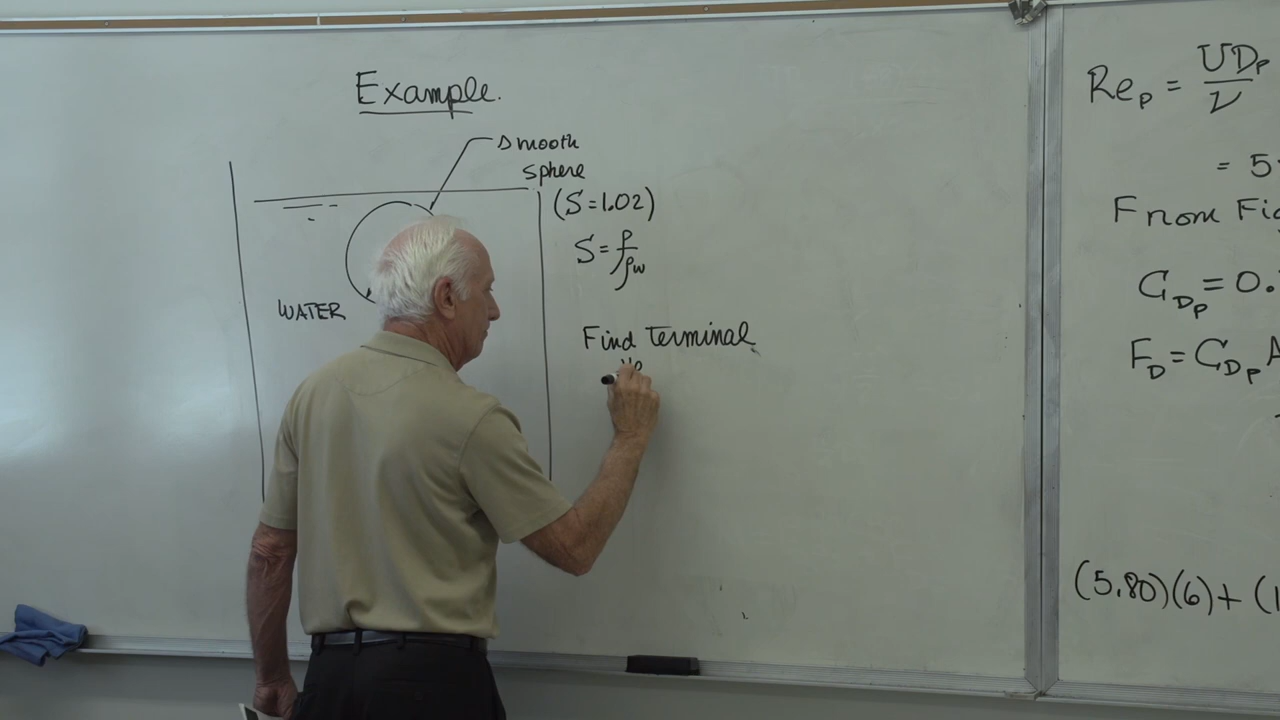 Example.
Smooth
sphere
(S=1.02)
S=ρ/ρw
WATER
Find terminal
Re_p = UD_p/ν
= 5
From Fig
C_Dp = 0.
F_D = C_Dp A
(5.80)(6)+(1